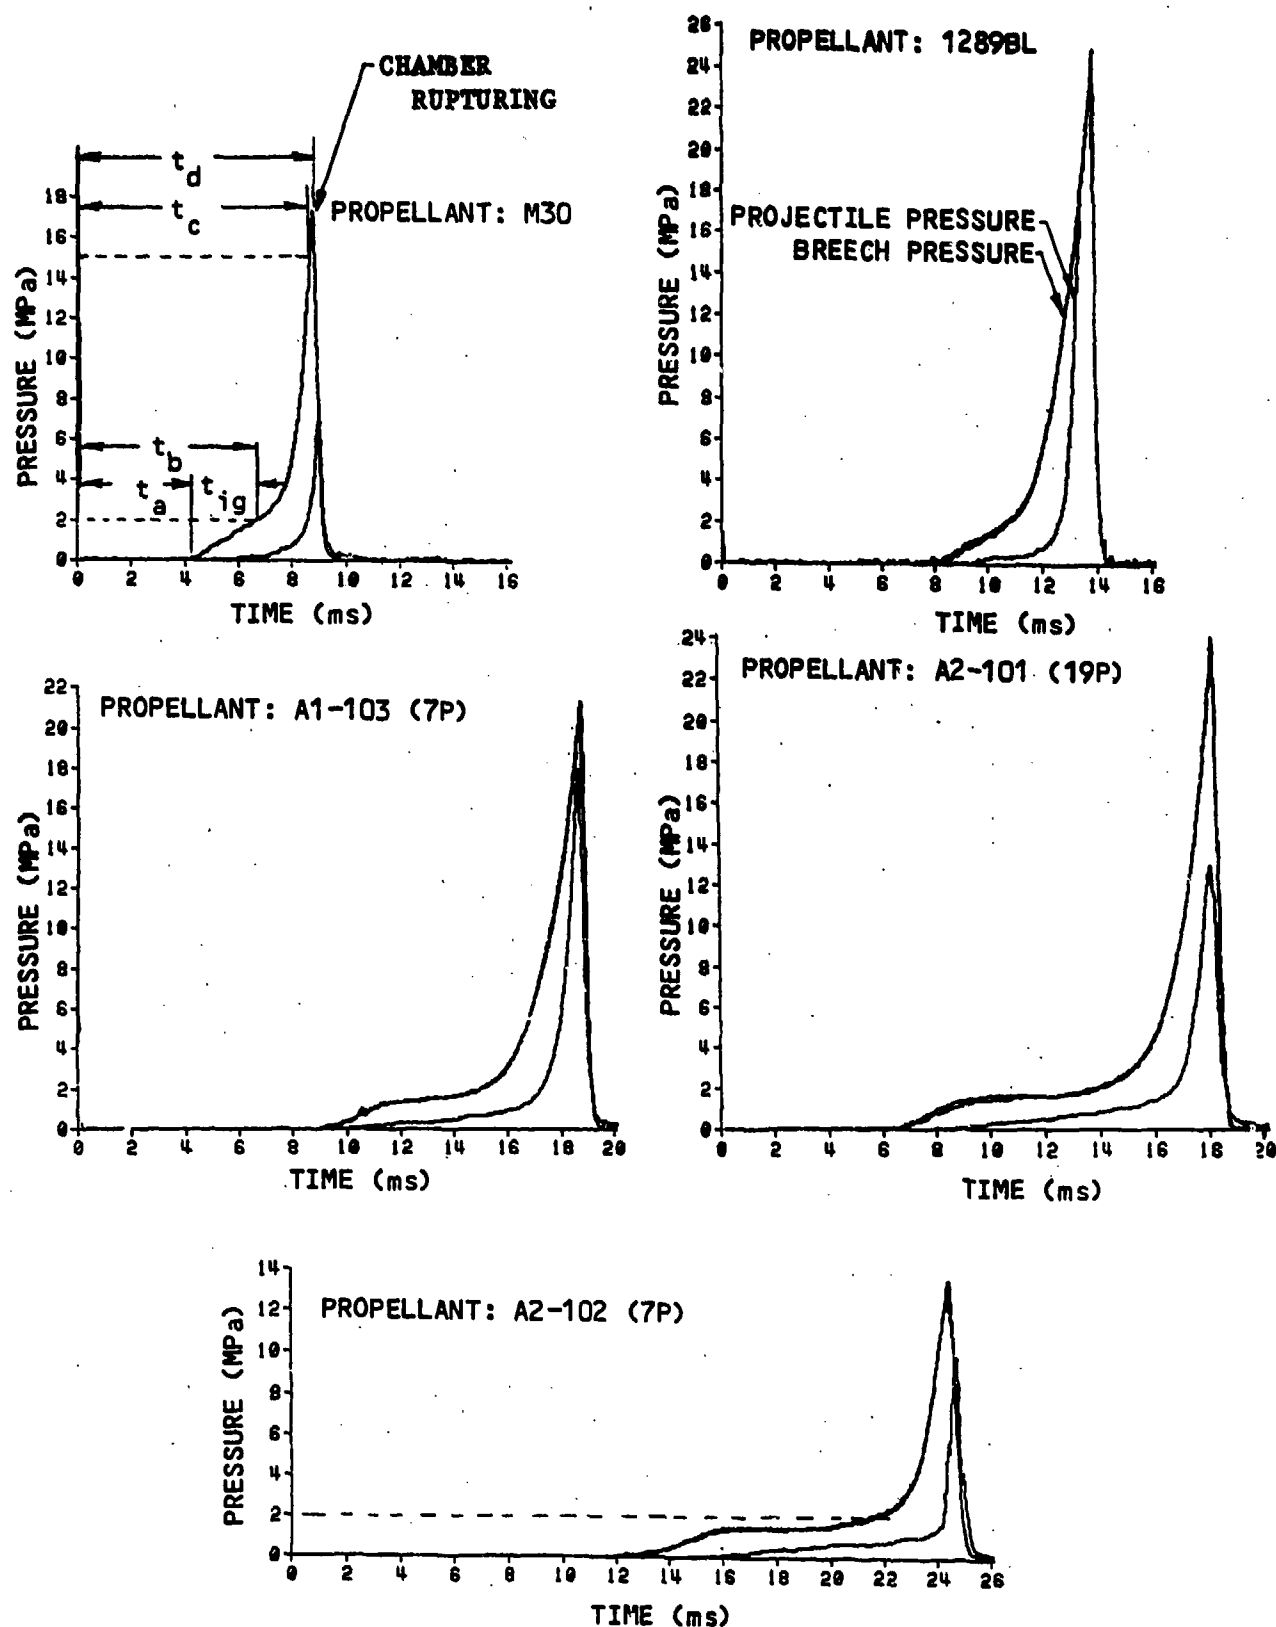 CHAMBER
RUPTURING
t_d
t_c
PROPELLANT: M30
t_b
t_a
t_ig
PRESSURE (MPa)
18
16
14
12
10
8
6
4
2
0
0 2 4 6 8 10 12 14 16
TIME (ms)
PROPELLANT: 1289BL
PROJECTILE PRESSURE
BREECH PRESSURE
PRESSURE (MPa)
26
24
22
20
18
16
14
12
10
8
6
4
2
0
0 2 4 6 8 10 12 14 16
TIME (ms)
PROPELLANT: A1-103 (7P)
PRESSURE (MPa)
22
20
18
16
14
12
10
8
6
4
2
0
0 2 4 6 8 10 12 14 16 18 20
TIME (ms)
PROPELLANT: A2-101 (19P)
PRESSURE (MPa)
24
22
20
18
16
14
12
10
8
6
4
2
0
0 2 4 6 8 10 12 14 16 18 20
TIME (ms)
PROPELLANT: A2-102 (7P)
PRESSURE (MPa)
14
12
10
8
6
4
2
0
0 2 4 6 8 10 12 14 16 18 20 22 24 26
TIME (ms)